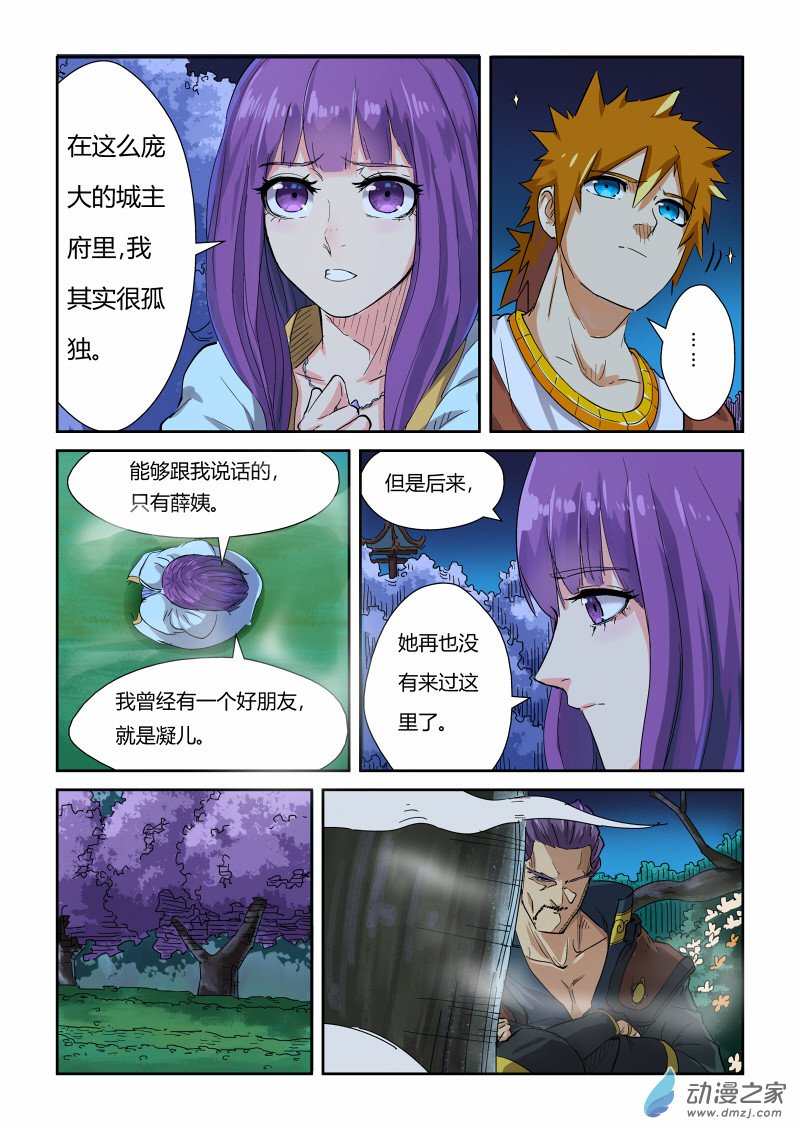 在这么庞
大的城主
府里，我
其实很孤
独。
……
能够跟我说话的，
只有薛姨。
我曾经有一个好朋友，
就是凝儿。
但是后来，
她再也没
有来过这
里了。
动漫之家
www.dmzj.com